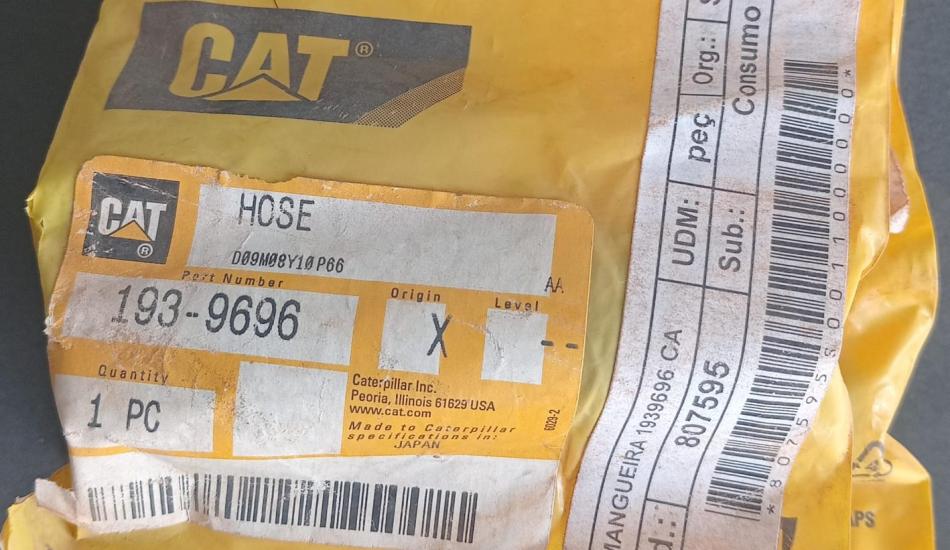 CAT®
CAT®
HOSE
D09M08Y10P66
AA
Part Number
193-9696
Origin
X
Level
--
Quantity
1 PC
Caterpillar Inc.
Peoria, Illinois 61629 USA
www.cat.com
Made to Caterpillar
specifications in:
JAPAN
6029-2
MANGUEIRA 1939696 CA
UDM: peç Org.:
807595 Sub.: Consumo